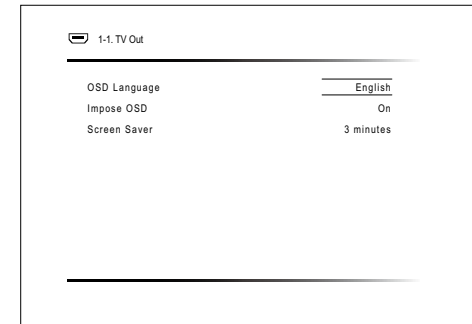 1-1. TV Out
OSD Language English
Impose OSD On
Screen Saver 3 minutes